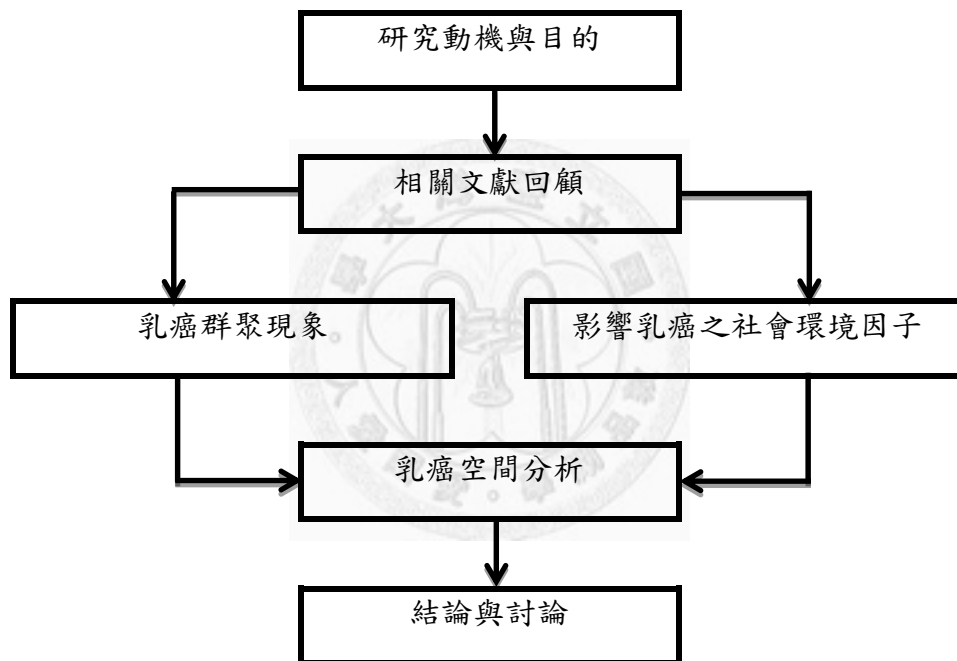 研究動機與目的
相關文獻回顧
乳癌群聚現象
影響乳癌之社會環境因子
乳癌空間分析
結論與討論